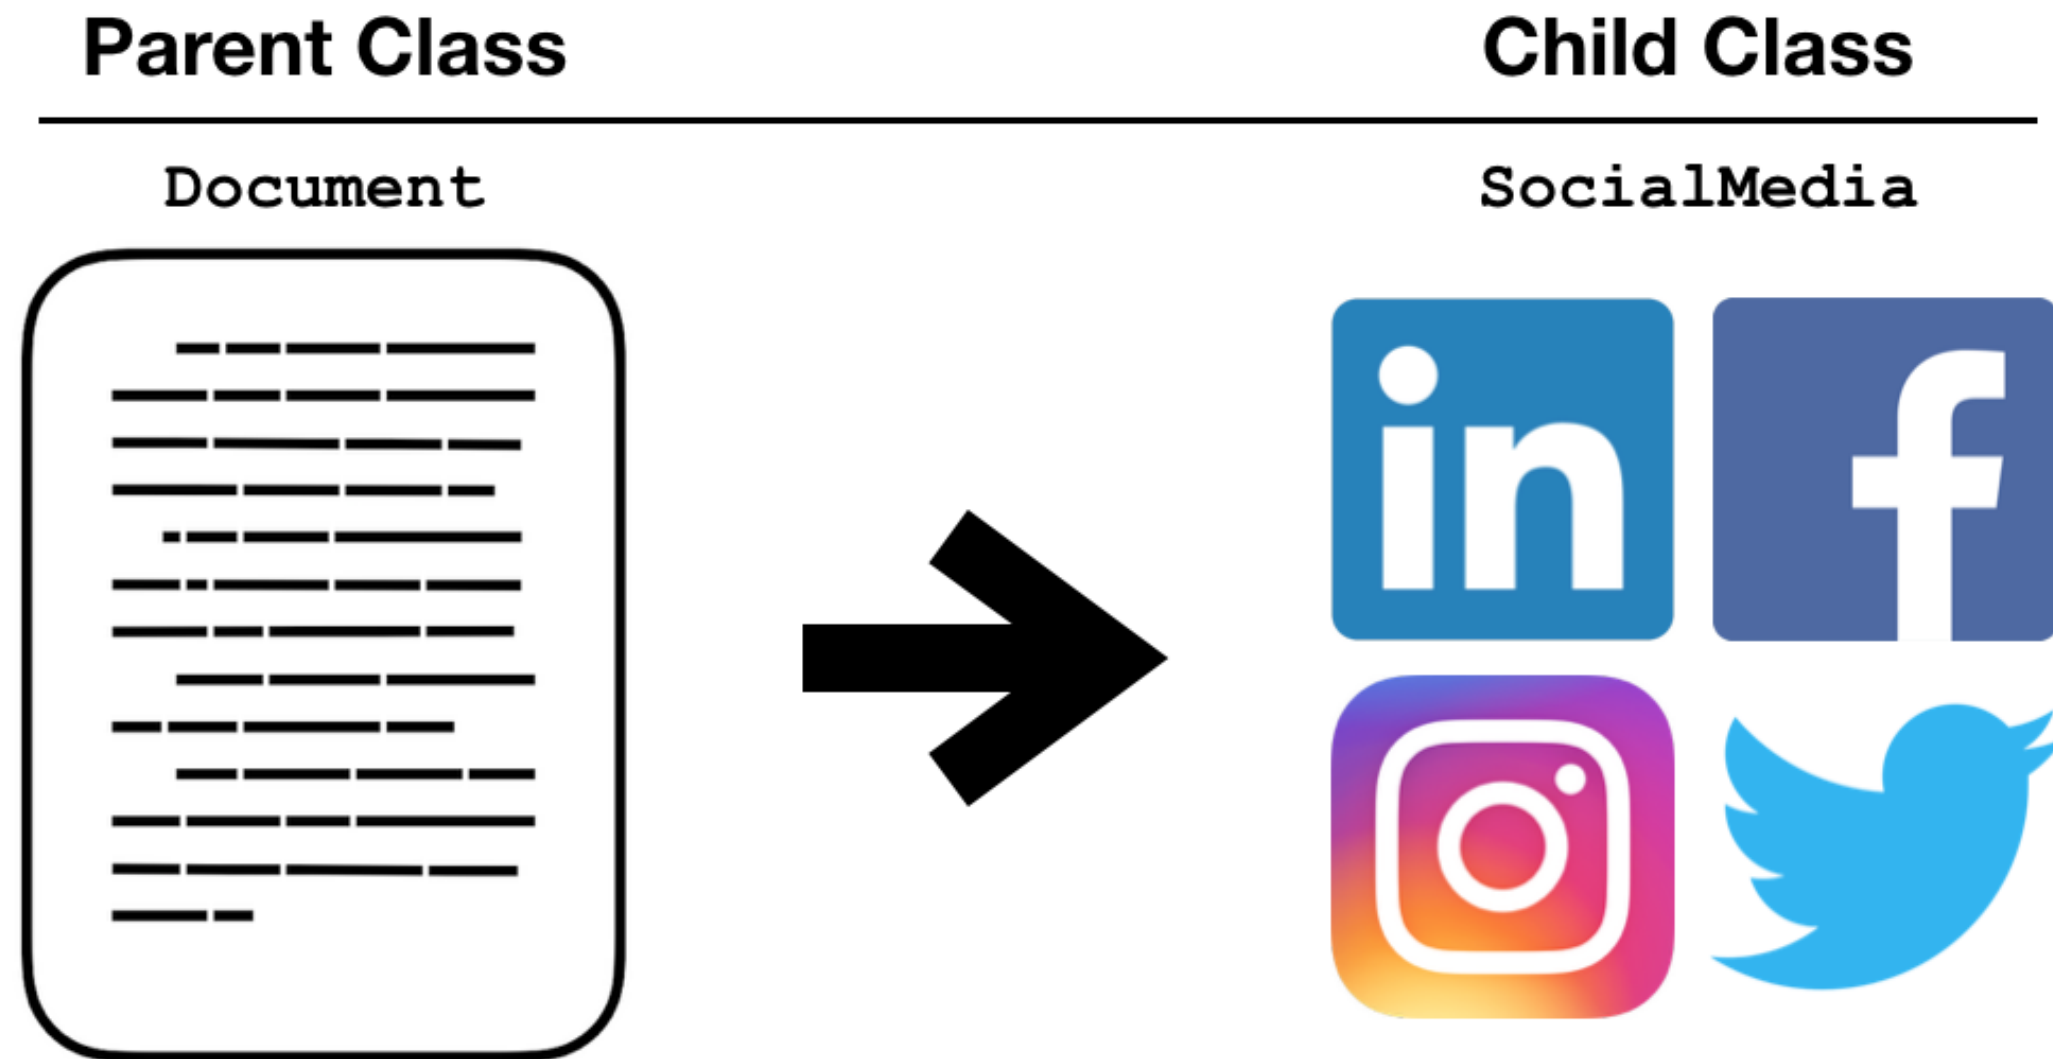 Parent Class
Child Class
Document
SocialMedia
in
f